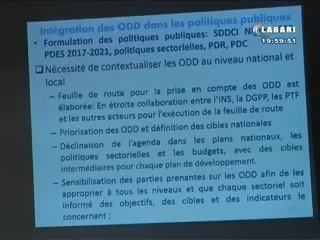 Intégration des ODD dans les politiques publiques
LABARI
19:59:51
• Formulation des politiques publiques: SDDCI
PDES 2017-2021, politiques sectorielles, PDR, PDC
Nécessité de contextualiser les ODD au niveau national et
local
– Feuille de route pour la prise en compte des ODD est
élaborée: En étroite collaboration entre l'INS, la DGPP, les PTF
et les autres acteurs pour l'exécution de la feuille de route
– Priorisation des ODD et définition des cibles nationales
– Déclinaison de l'agenda dans les plans nationaux, les
politiques sectorielles et les budgets, avec des cibles
intermédiaires pour chaque plan de développement.
– Sensibilisation des parties prenantes sur les ODD afin de les
approprier à tous les niveaux et que chaque sectoriel soit
informé des objectifs, des cibles et des indicateurs le
concernant ;